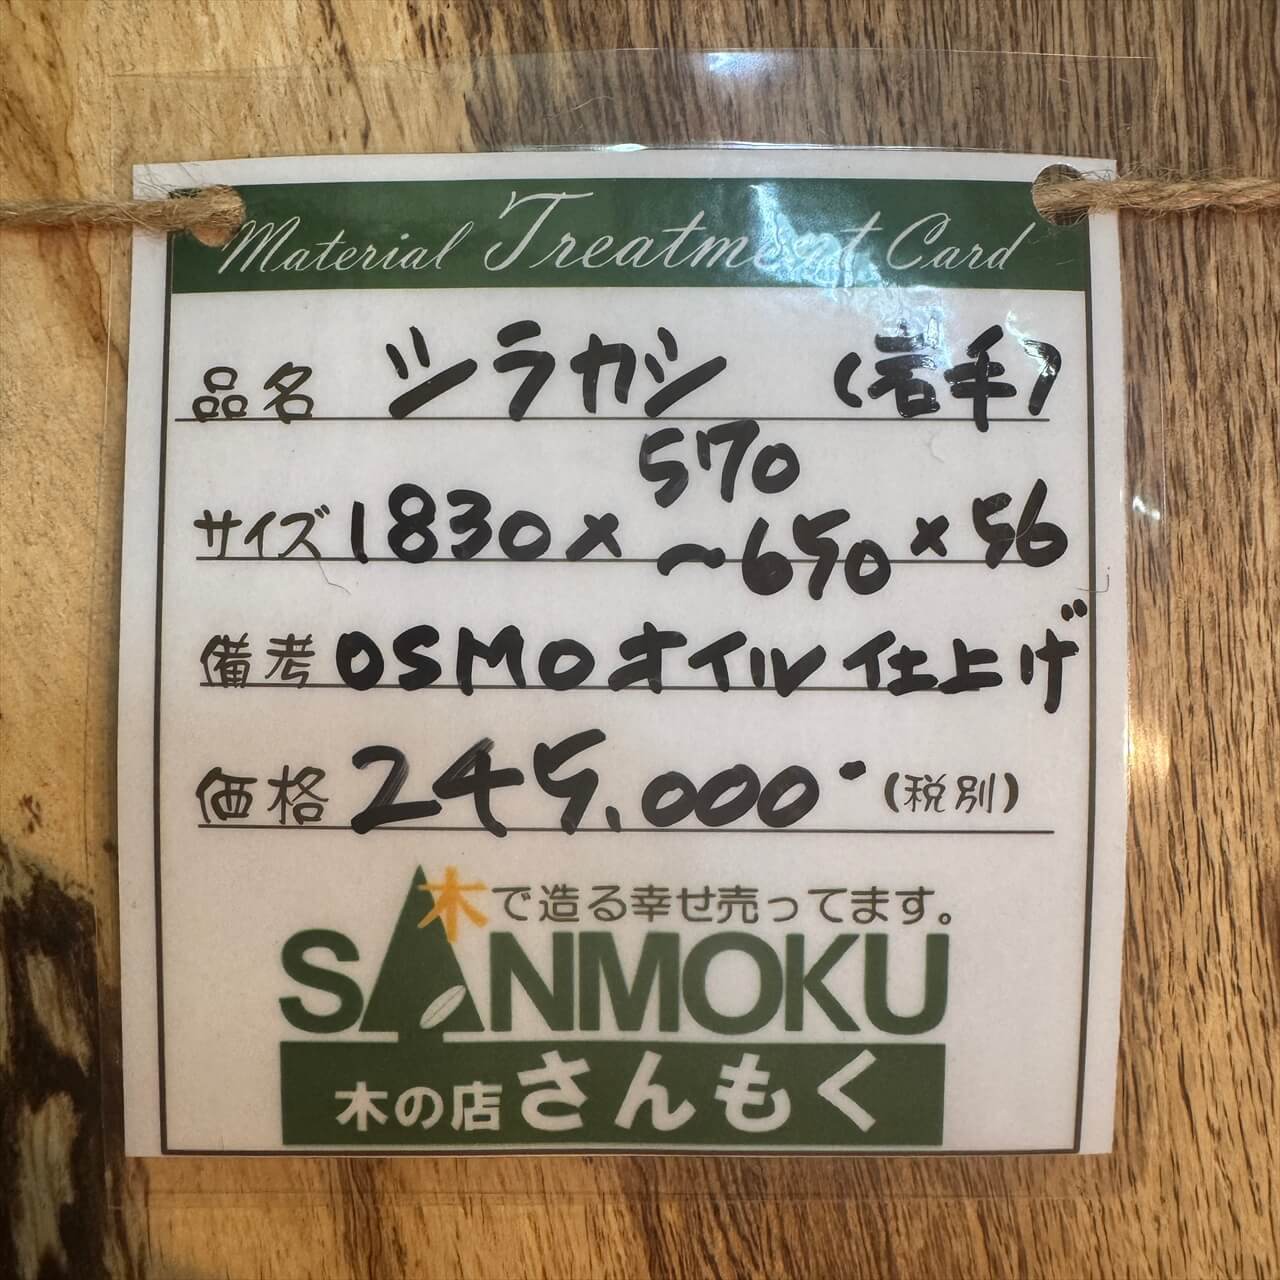 Material Treatment Card
品名 シラカシ (岩手)
サイズ 1830×570～650×56
備考 OSMOオイル仕上げ
価格 245,000- (税別)
木で造る幸せ売ってます。
SANMOKU
木の店さんもく